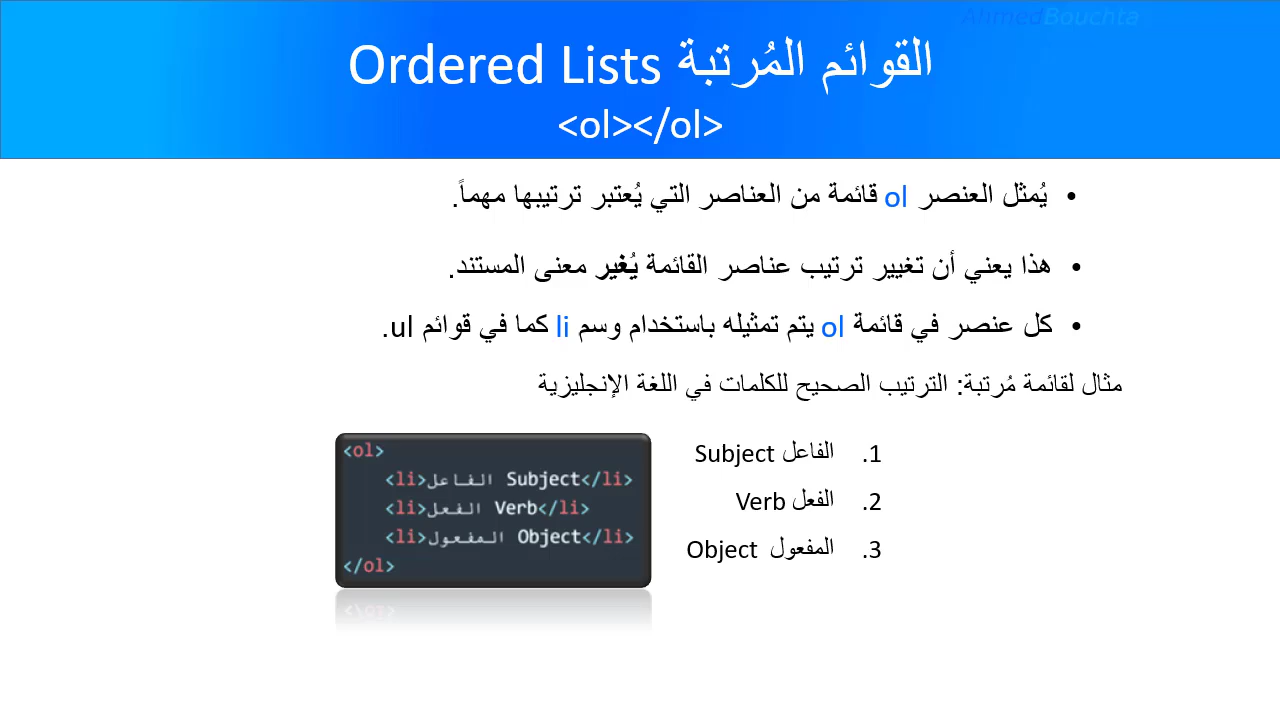 AhmedBouchta
القوائم المُرتبة Ordered Lists
<ol></ol>
• يُمثل العنصر ol قائمة من العناصر التي يُعتبر ترتيبها مهماً.
• هذا يعني أن تغيير ترتيب عناصر القائمة يُغير معنى المستند.
• كل عنصر في قائمة ol يتم تمثيله باستخدام وسم li كما في قوائم ul.
مثال لقائمة مُرتبة: الترتيب الصحيح للكلمات في اللغة الإنجليزية
1. الفاعل Subject
2. الفعل Verb
3. المفعول Object
<ol>
<li>الفاعل Subject</li>
<li>الفعل Verb</li>
<li>المفعول Object</li>
</ol>